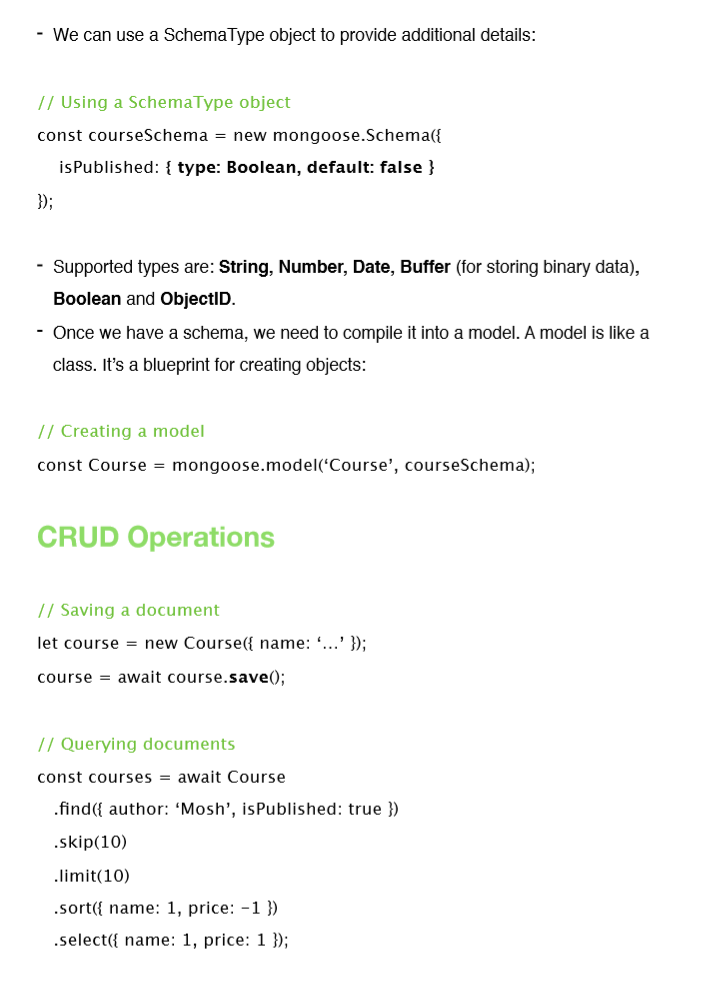 - We can use a SchemaType object to provide additional details:
// Using a SchemaType object
const courseSchema = new mongoose.Schema({
isPublished: { type: Boolean, default: false }
});
- Supported types are: String, Number, Date, Buffer (for storing binary data),
Boolean and ObjectID.
- Once we have a schema, we need to compile it into a model. A model is like a
class. It’s a blueprint for creating objects:
// Creating a model
const Course = mongoose.model(‘Course’, courseSchema);
CRUD Operations
// Saving a document
let course = new Course({ name: ‘…’ });
course = await course.save();
// Querying documents
const courses = await Course
.find({ author: ‘Mosh’, isPublished: true })
.skip(10)
.limit(10)
.sort({ name: 1, price: -1 })
.select({ name: 1, price: 1 });